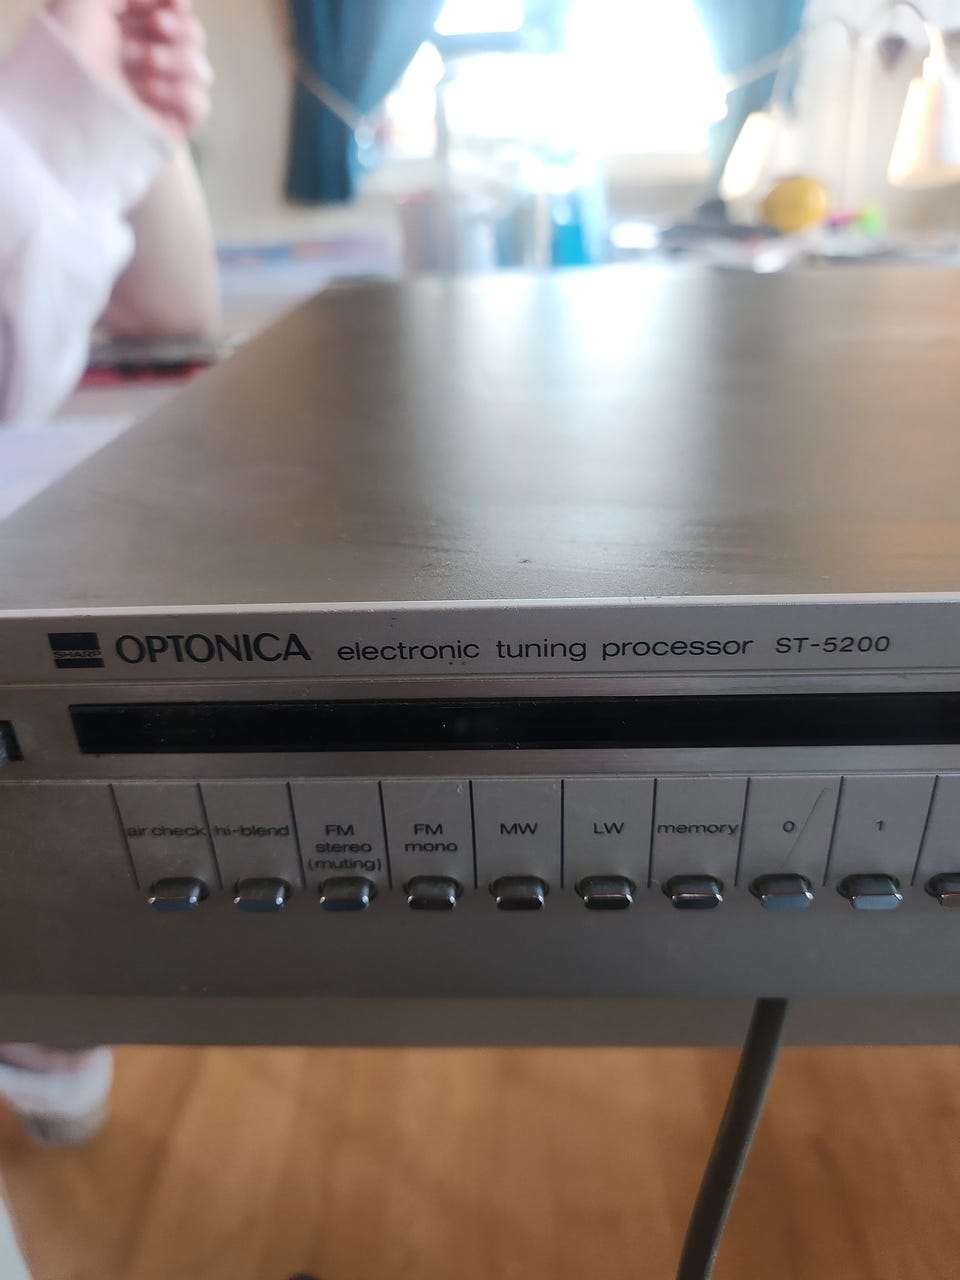 SHARP OPTONICA electronic tuning processor ST-5200
air check hi-blend FM stereo (muting) FM mono MW LW memory 0 1